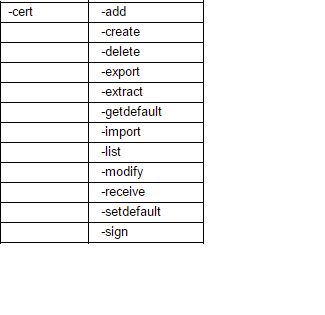 -cert -add
-create
-delete
-export
-extract
-getdefault
-import
-list
-modify
-receive
-setdefault
-sign